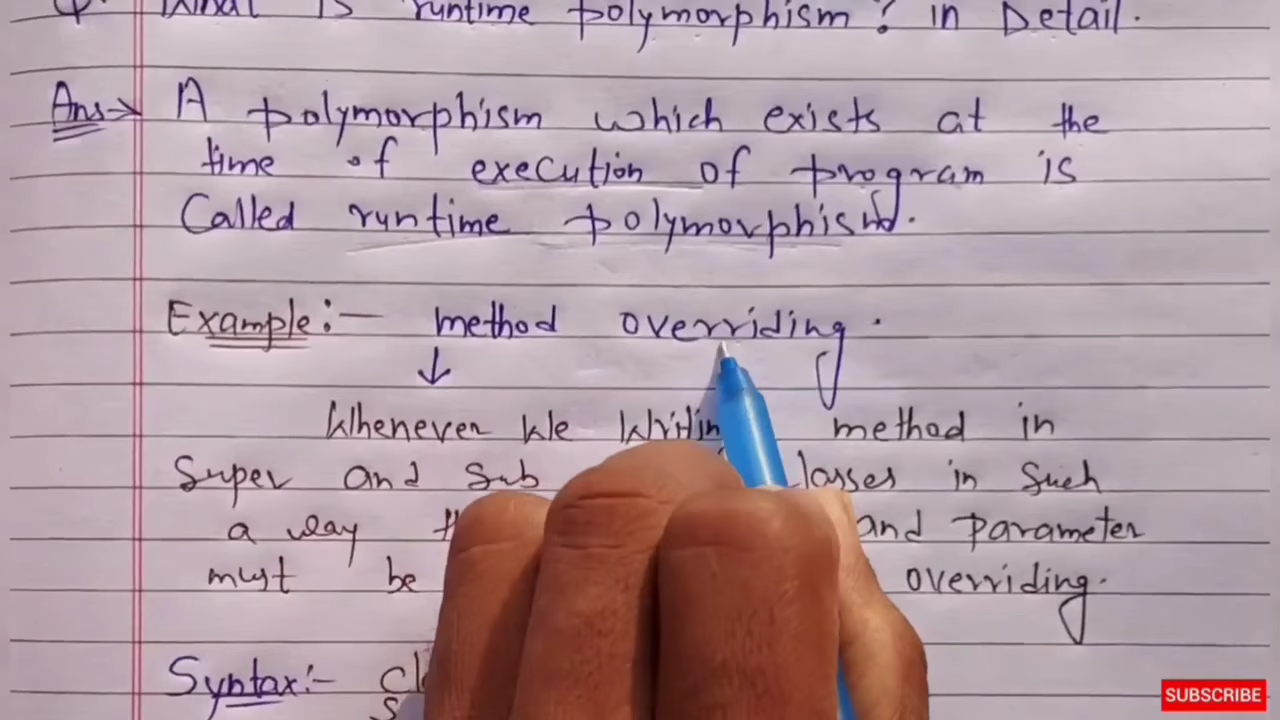 What is runtime polymorphism? in Detail.
Ans→ A polymorphism which exists at the
time of execution of program is
Called runtime polymorphism.
Example:- method overriding.
↓
Whenever we writing method in
Super and Sub classes in Such
a way and parameter
must be overriding.
Syntax:-
SUBSCRIBE